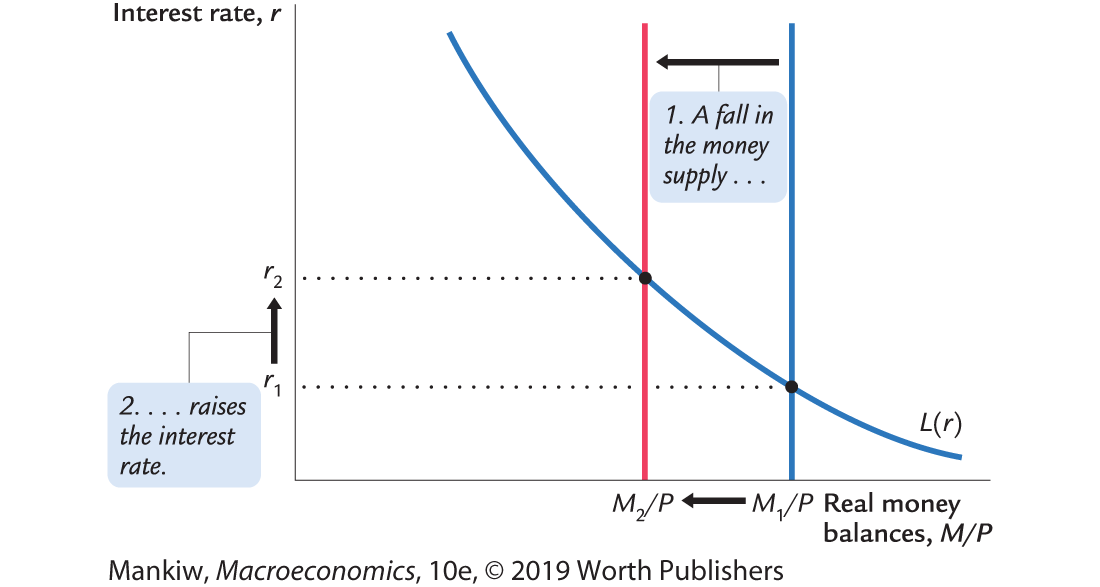 Interest rate, r
1. A fall in
the money
supply . . .
r2
r1
2. . . . raises
the interest
rate.
L(r)
M2/P
M1/P
Real money
balances, M/P
Mankiw, Macroeconomics, 10e, © 2019 Worth Publishers